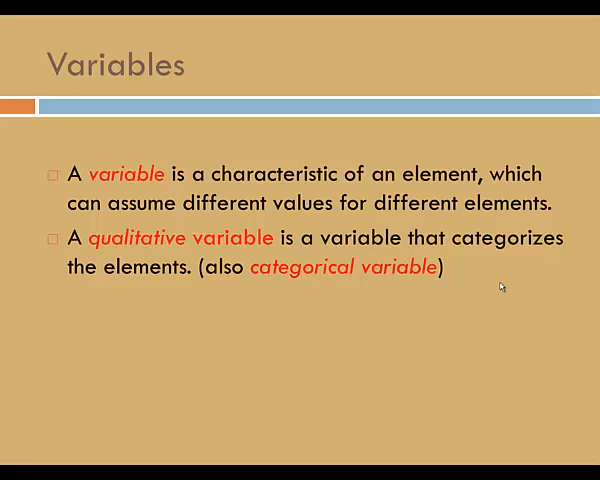 Variables
A variable is a characteristic of an element, which
can assume different values for different elements.
A qualitative variable is a variable that categorizes
the elements. (also categorical variable)